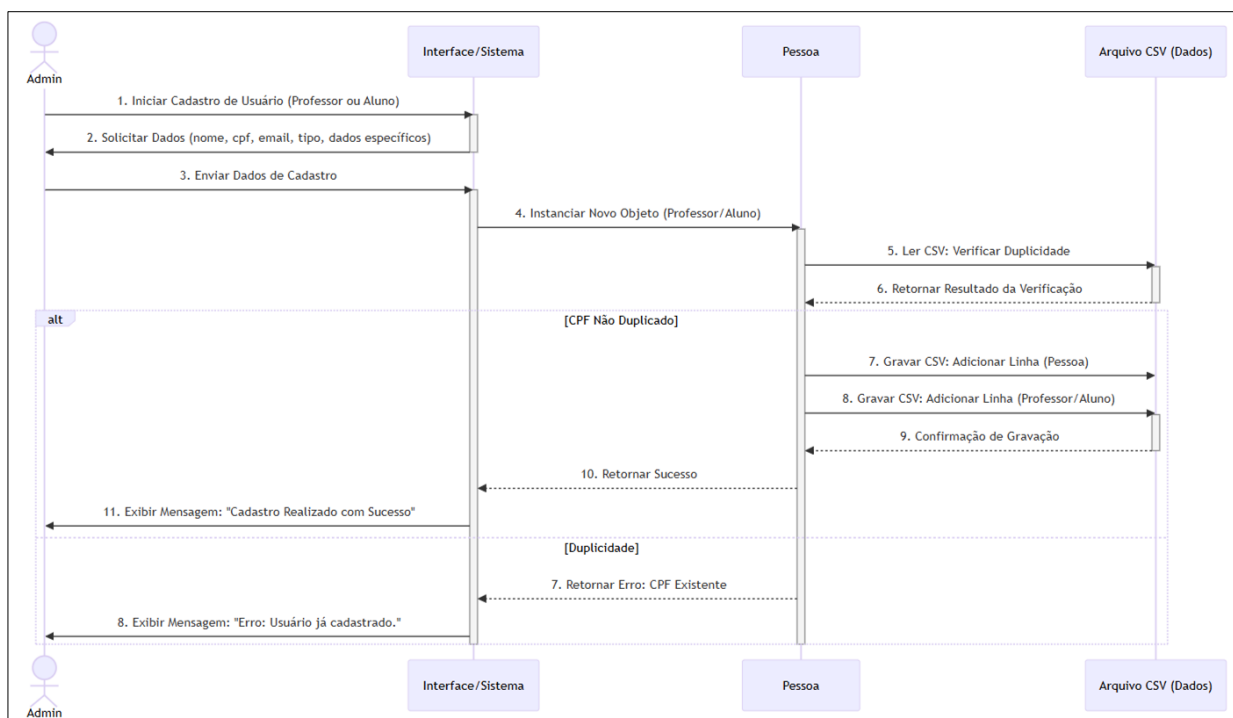 Interface/Sistema
Pessoa
Arquivo CSV (Dados)
Admin
1. Iniciar Cadastro de Usuário (Professor ou Aluno)
2. Solicitar Dados (nome, cpf, email, tipo, dados específicos)
3. Enviar Dados de Cadastro
4. Instanciar Novo Objeto (Professor/Aluno)
5. Ler CSV: Verificar Duplicidade
6. Retornar Resultado da Verificação
alt
[CPF Não Duplicado]
7. Gravar CSV: Adicionar Linha (Pessoa)
8. Gravar CSV: Adicionar Linha (Professor/Aluno)
9. Confirmação de Gravação
10. Retornar Sucesso
11. Exibir Mensagem: "Cadastro Realizado com Sucesso"
[Duplicidade]
7. Retornar Erro: CPF Existente
8. Exibir Mensagem: "Erro: Usuário já cadastrado."
Interface/Sistema
Pessoa
Arquivo CSV (Dados)
Admin